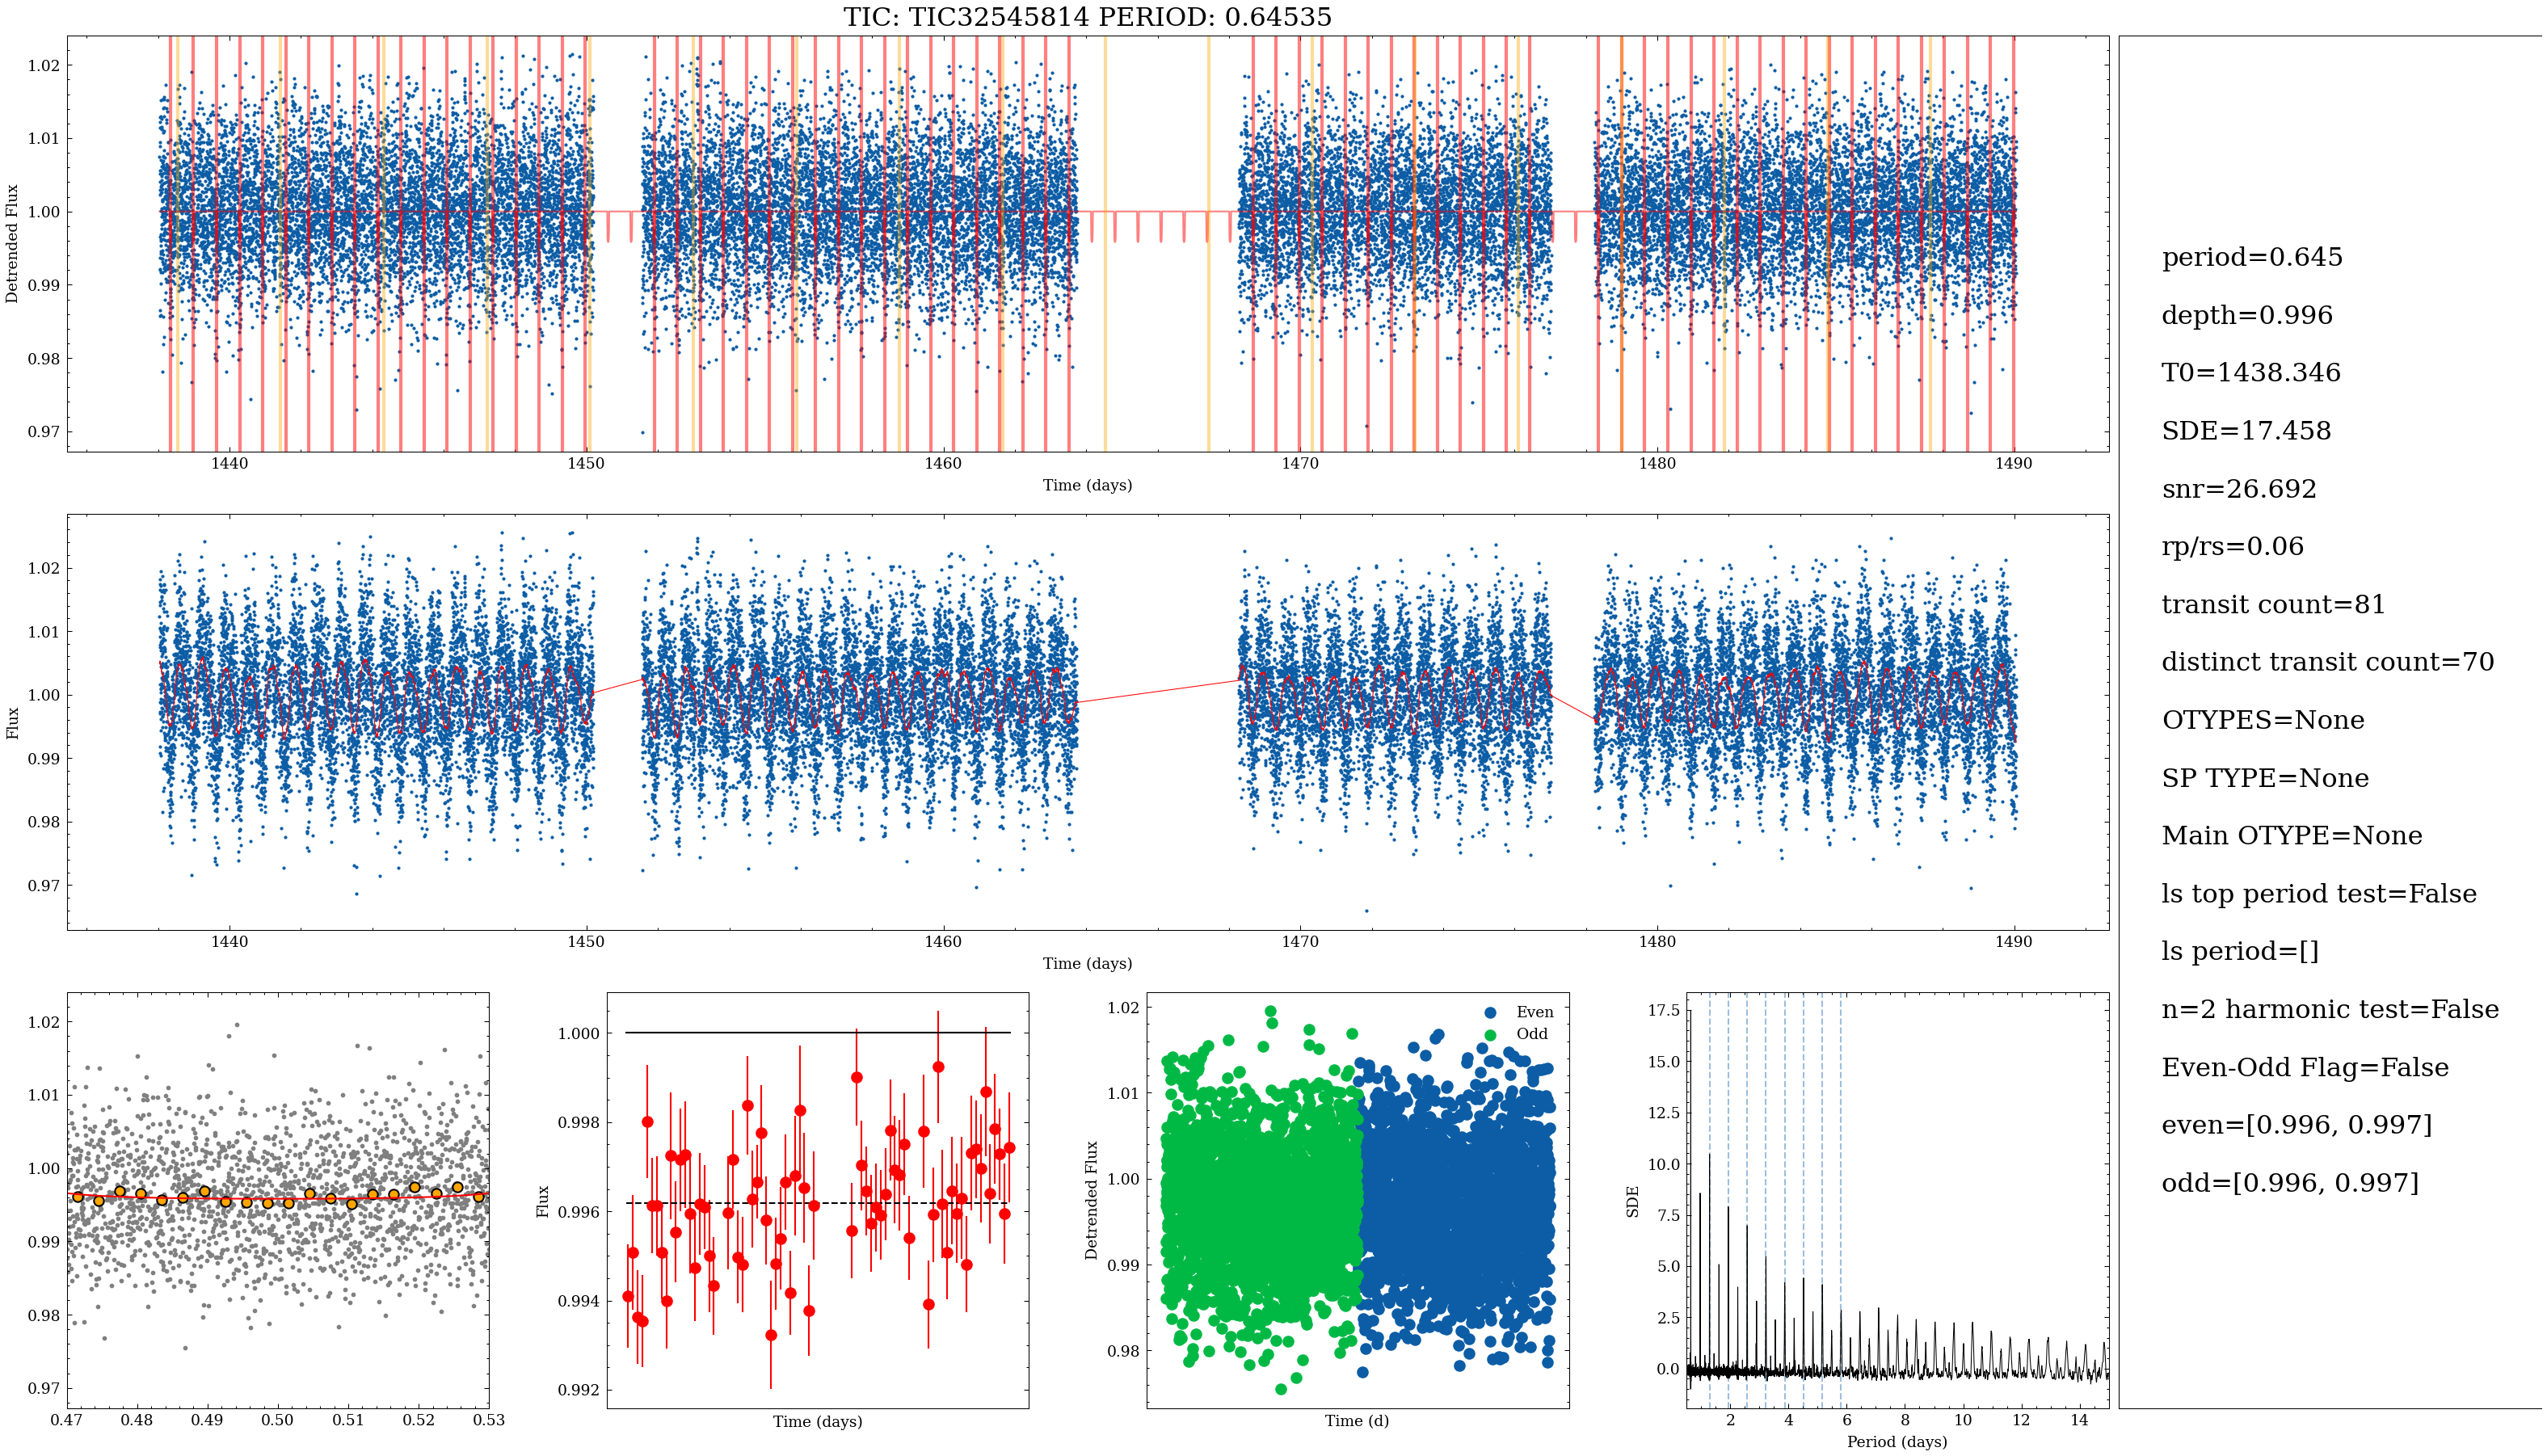 TIC: TIC32545814 PERIOD: 0.64535
1.02
1.01
1.00
0.99
0.98
0.97
Detrended Flux
1440
1450
1460
1470
1480
1490
Time (days)
1.02
1.01
1.00
0.99
0.98
0.97
Flux
1440
1450
1460
1470
1480
1490
Time (days)
1.02
1.01
1.00
0.99
0.98
0.97
0.47
0.48
0.49
0.50
0.51
0.52
0.53
1.000
0.998
0.996
0.994
0.992
Flux
Time (days)
1.02
1.01
1.00
0.99
0.98
Detrended Flux
Even
Odd
Time (d)
17.5
15.0
12.5
10.0
7.5
5.0
2.5
0.0
SDE
2
4
6
8
10
12
14
Period (days)
period=0.645
depth=0.996
T0=1438.346
SDE=17.458
snr=26.692
rp/rs=0.06
transit count=81
distinct transit count=70
OTYPES=None
SP TYPE=None
Main OTYPE=None
ls top period test=False
ls period=[]
n=2 harmonic test=False
Even-Odd Flag=False
even=[0.996, 0.997]
odd=[0.996, 0.997]